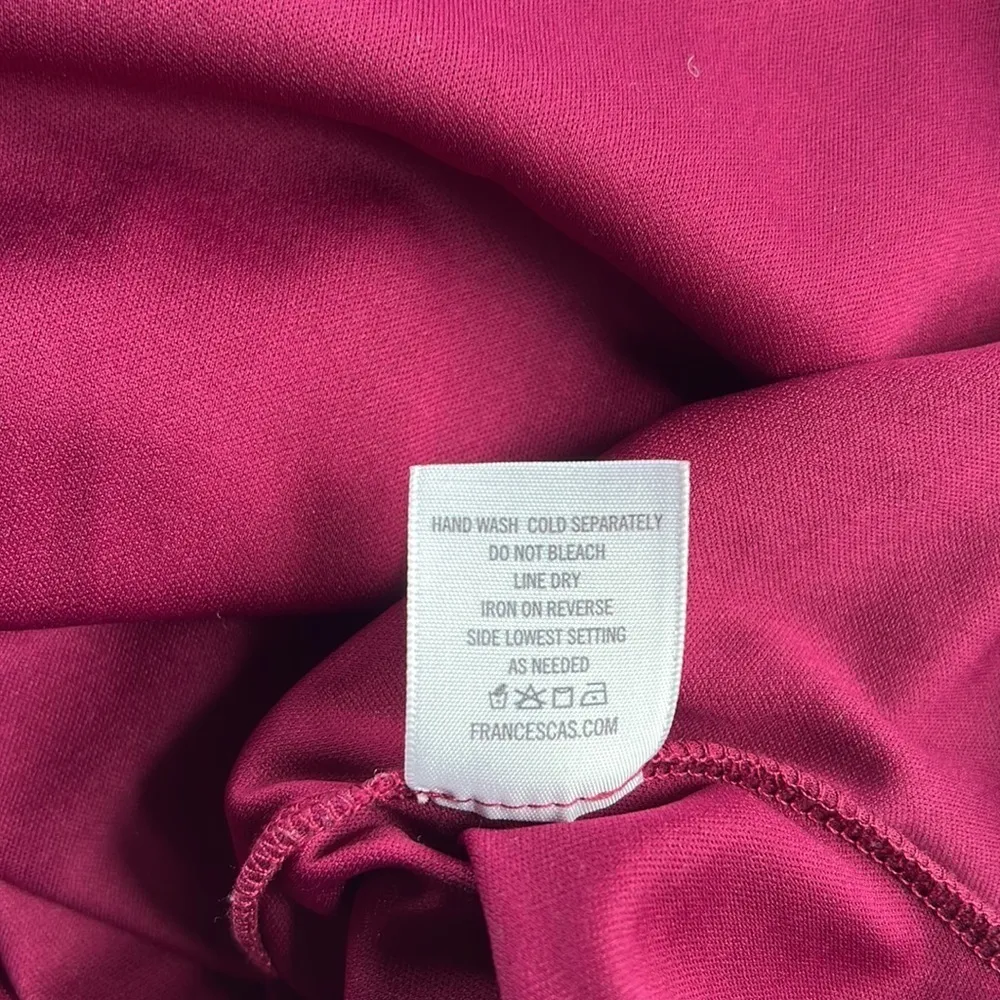 HAND WASH COLD SEPARATELY
DO NOT BLEACH
LINE DRY
IRON ON REVERSE
SIDE LOWEST SETTING
AS NEEDED
FRANCESCAS.COM